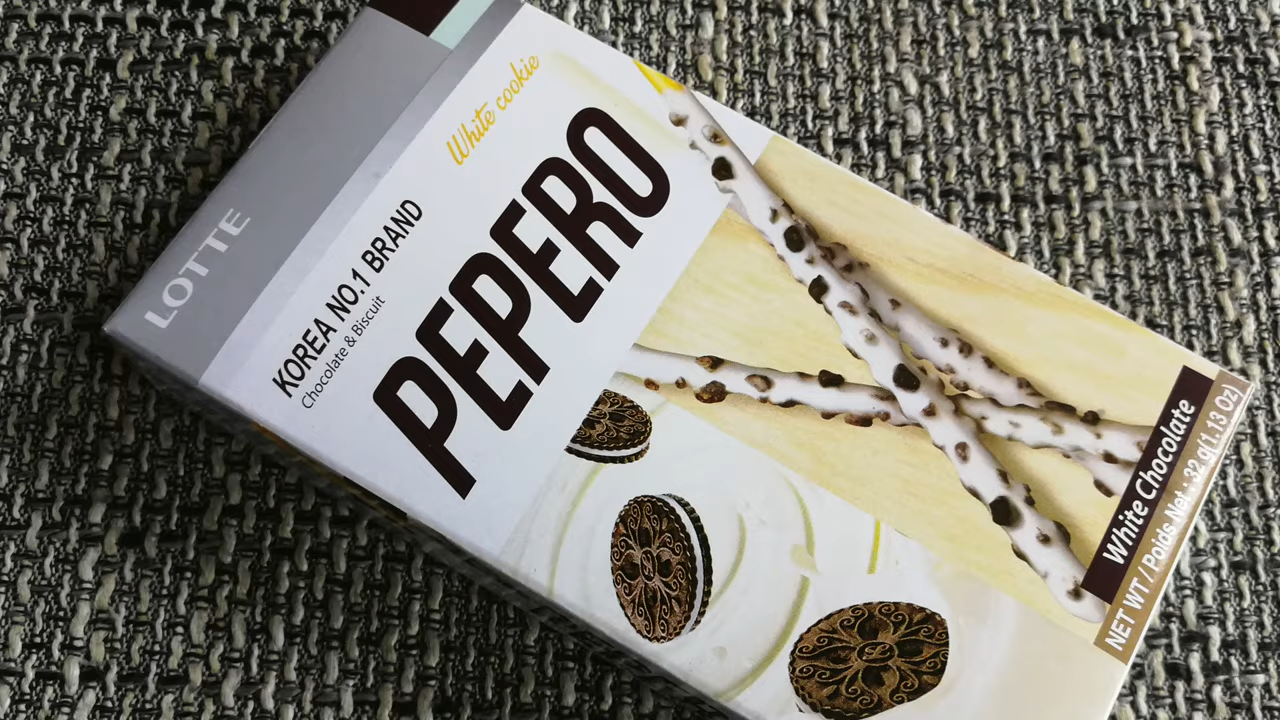 LOTTE
KOREA NO.1 BRAND
Chocolate & Biscuit
White cookie
PEPERO
White Chocolate
NET WT / Poids Net : 32 g(1.13 Oz)